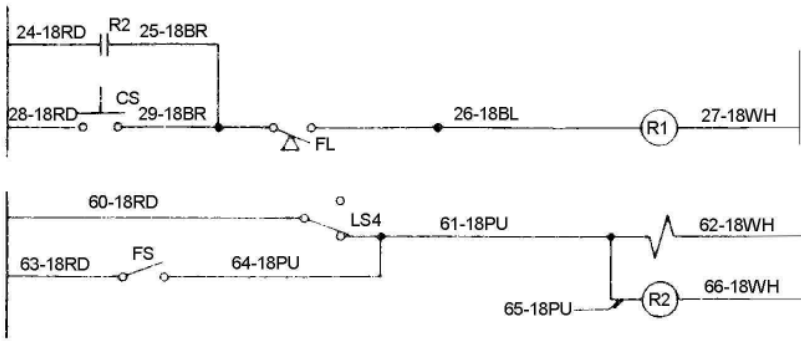 24-18RD R2 25-18BR
28-18RD CS 29-18BR
FL
26-18BL
R1
27-18WH
60-18RD
LS4
61-18PU
62-18WH
63-18RD FS 64-18PU
65-18PU
R2
66-18WH